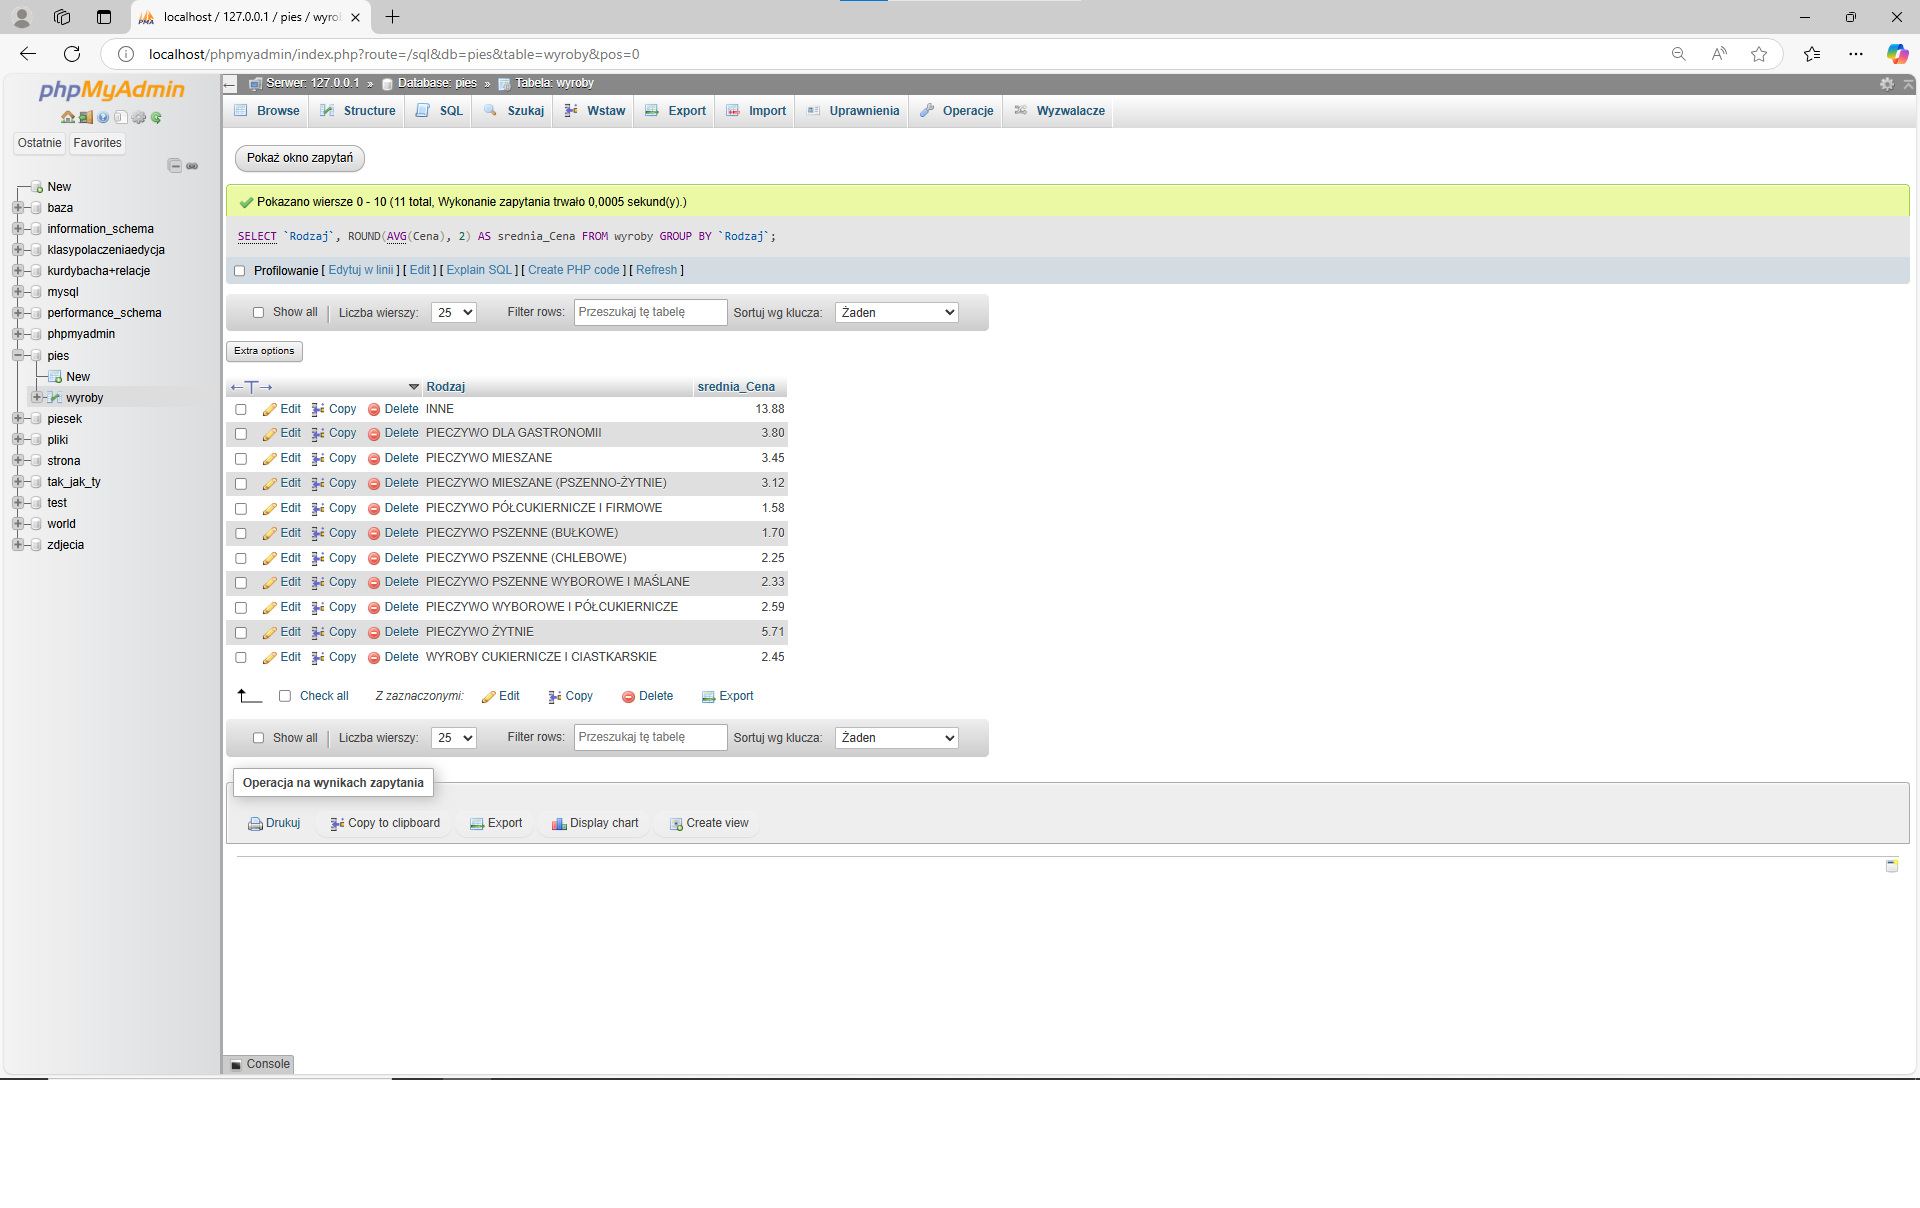 localhost / 127.0.0.1 / pies / wyro
localhost/phpmyadmin/index.php?route=/sql&db=pies&table=wyroby&pos=0
phpMyAdmin
Ostatnie Favorites
New
baza
information_schema
klasypolaczeniaedycja
kurdybacha+relacje
mysql
performance_schema
phpmyadmin
pies
New
wyroby
piesek
pliki
strona
tak_jak_ty
test
world
zdjecia
Serwer: 127.0.0.1 » Database: pies » Tabela: wyroby
Browse Structure SQL Szukaj Wstaw Export Import Uprawnienia Operacje Wyzwalacze
Pokaż okno zapytań
Pokazano wiersze 0 - 10 (11 total, Wykonanie zapytania trwało 0,0005 sekund(y).)
SELECT `Rodzaj`, ROUND(AVG(Cena), 2) AS srednia_Cena FROM wyroby GROUP BY `Rodzaj`;
Profilowanie [ Edytuj w linii ] [ Edit ] [ Explain SQL ] [ Create PHP code ] [ Refresh ]
Show all | Liczba wierszy: 25 Filter rows: Przeszukaj tę tabelę Sortuj wg klucza: Żaden
Extra options
←T→ Rodzaj srednia_Cena
Edit Copy Delete INNE 13.88
Edit Copy Delete PIECZYWO DLA GASTRONOMII 3.80
Edit Copy Delete PIECZYWO MIESZANE 3.45
Edit Copy Delete PIECZYWO MIESZANE (PSZENNO-ŻYTNIE) 3.12
Edit Copy Delete PIECZYWO PÓŁCUKIERNICZE I FIRMOWE 1.58
Edit Copy Delete PIECZYWO PSZENNE (BUŁKOWE) 1.70
Edit Copy Delete PIECZYWO PSZENNE (CHLEBOWE) 2.25
Edit Copy Delete PIECZYWO PSZENNE WYBOROWE I MAŚLANE 2.33
Edit Copy Delete PIECZYWO WYBOROWE I PÓŁCUKIERNICZE 2.59
Edit Copy Delete PIECZYWO ŻYTNIE 5.71
Edit Copy Delete WYROBY CUKIERNICZE I CIASTKARSKIE 2.45
Check all Z zaznaczonymi: Edit Copy Delete Export
Show all | Liczba wierszy: 25 Filter rows: Przeszukaj tę tabelę Sortuj wg klucza: Żaden
Operacja na wynikach zapytania
Drukuj Copy to clipboard Export Display chart Create view
Console